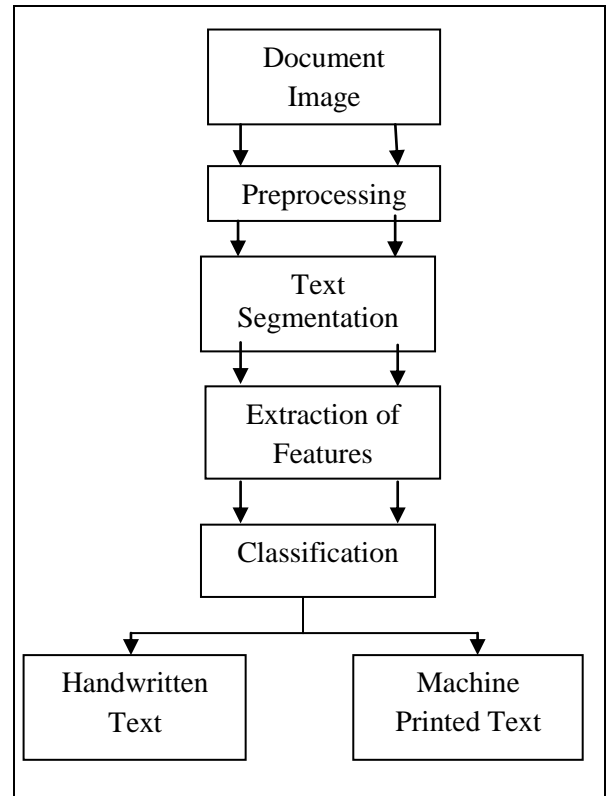 Document
Image
Preprocessing
Text
Segmentation
Extraction of
Features
Classification
Handwritten
Text
Machine
Printed Text